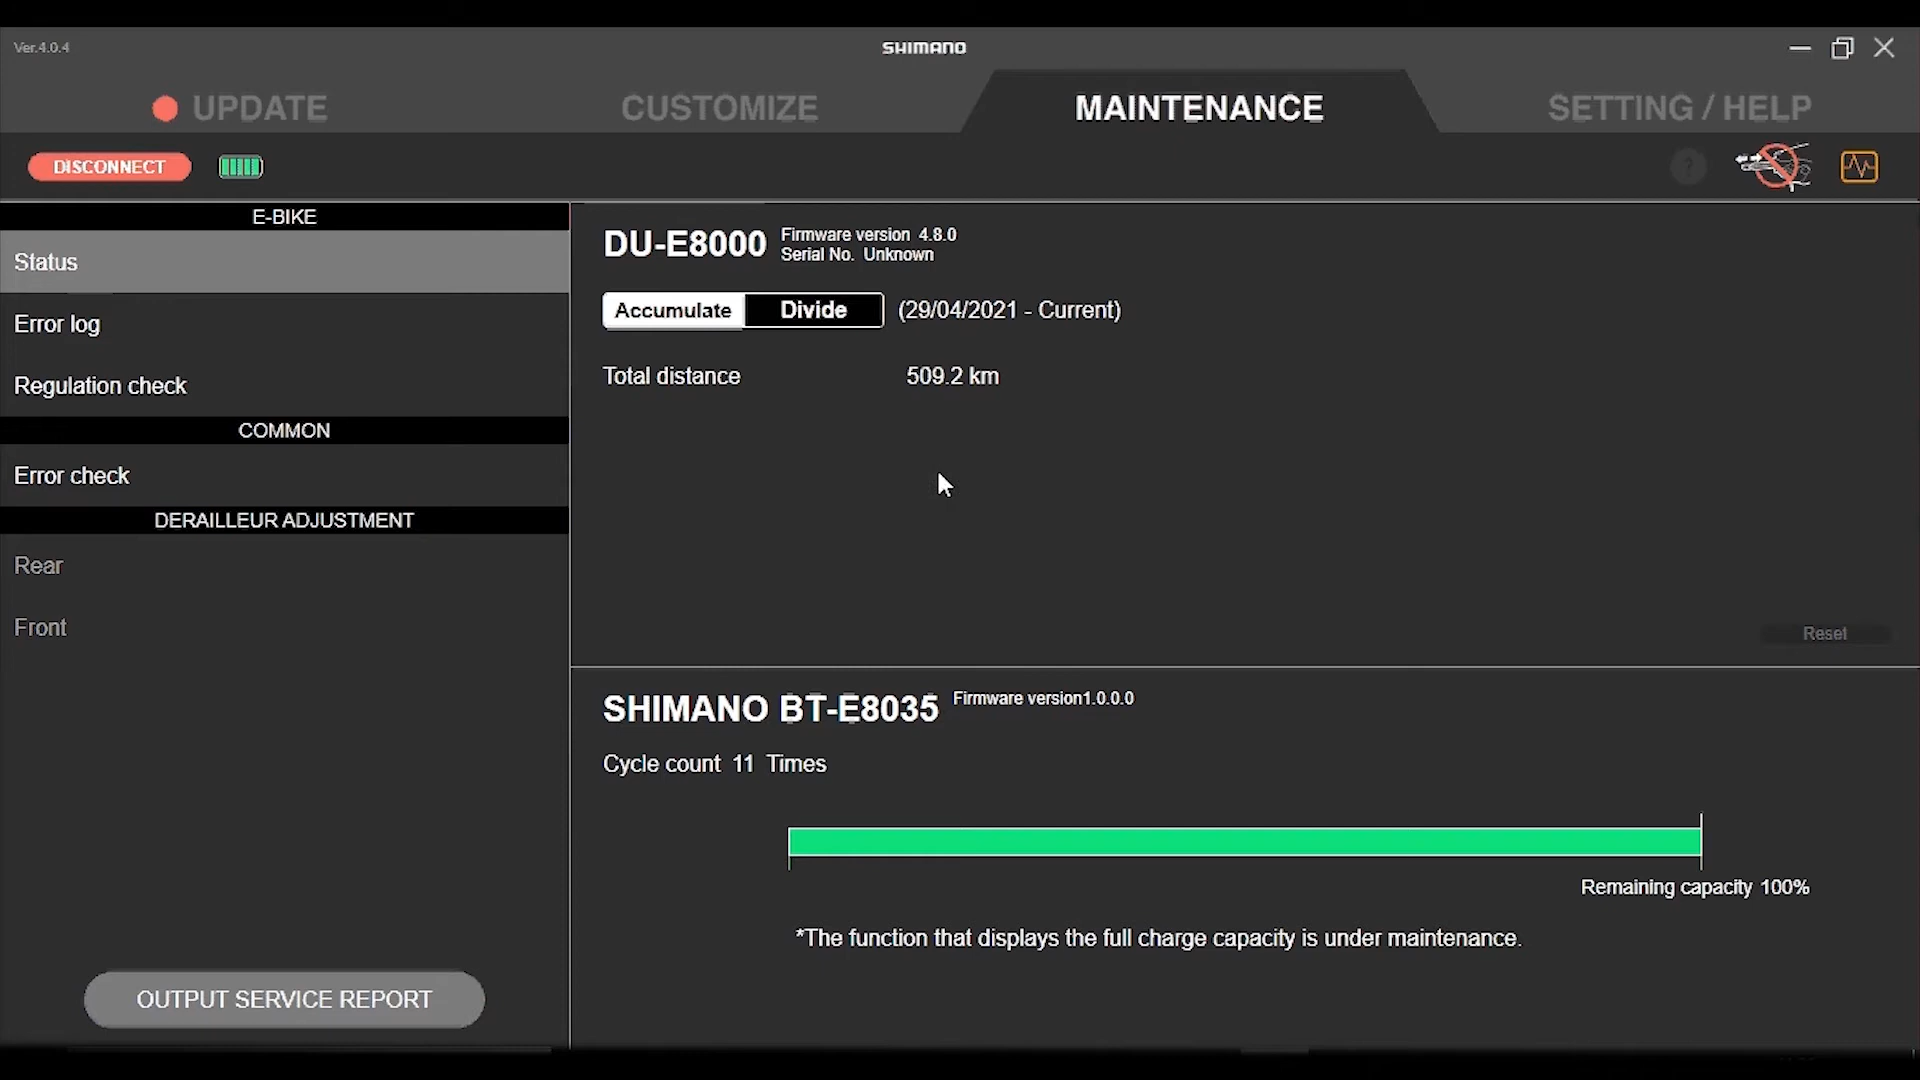 Ver.4.0.4
SHIMANO
UPDATE
CUSTOMIZE
MAINTENANCE
SETTING / HELP
DISCONNECT
?
E-BIKE
Status
Error log
Regulation check
COMMON
Error check
DERAILLEUR ADJUSTMENT
Rear
Front
OUTPUT SERVICE REPORT
DU-E8000
Firmware version 4.8.0
Serial No. Unknown
Accumulate Divide (29/04/2021 - Current)
Total distance 509.2 km
Reset
SHIMANO BT-E8035 Firmware version1.0.0.0
Cycle count 11 Times
Remaining capacity 100%
*The function that displays the full charge capacity is under maintenance.